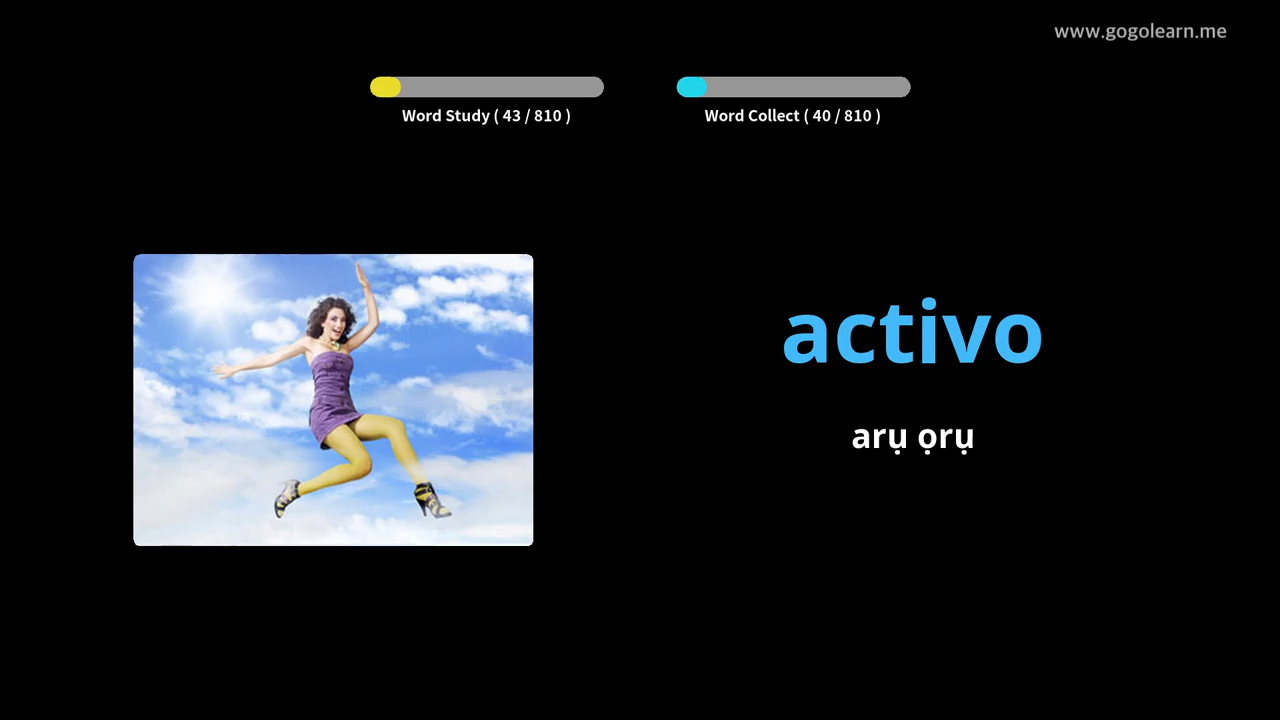 www.gogolearn.me
Word Study ( 43 / 810 )
Word Collect ( 40 / 810 )
activo
arụ ọrụ